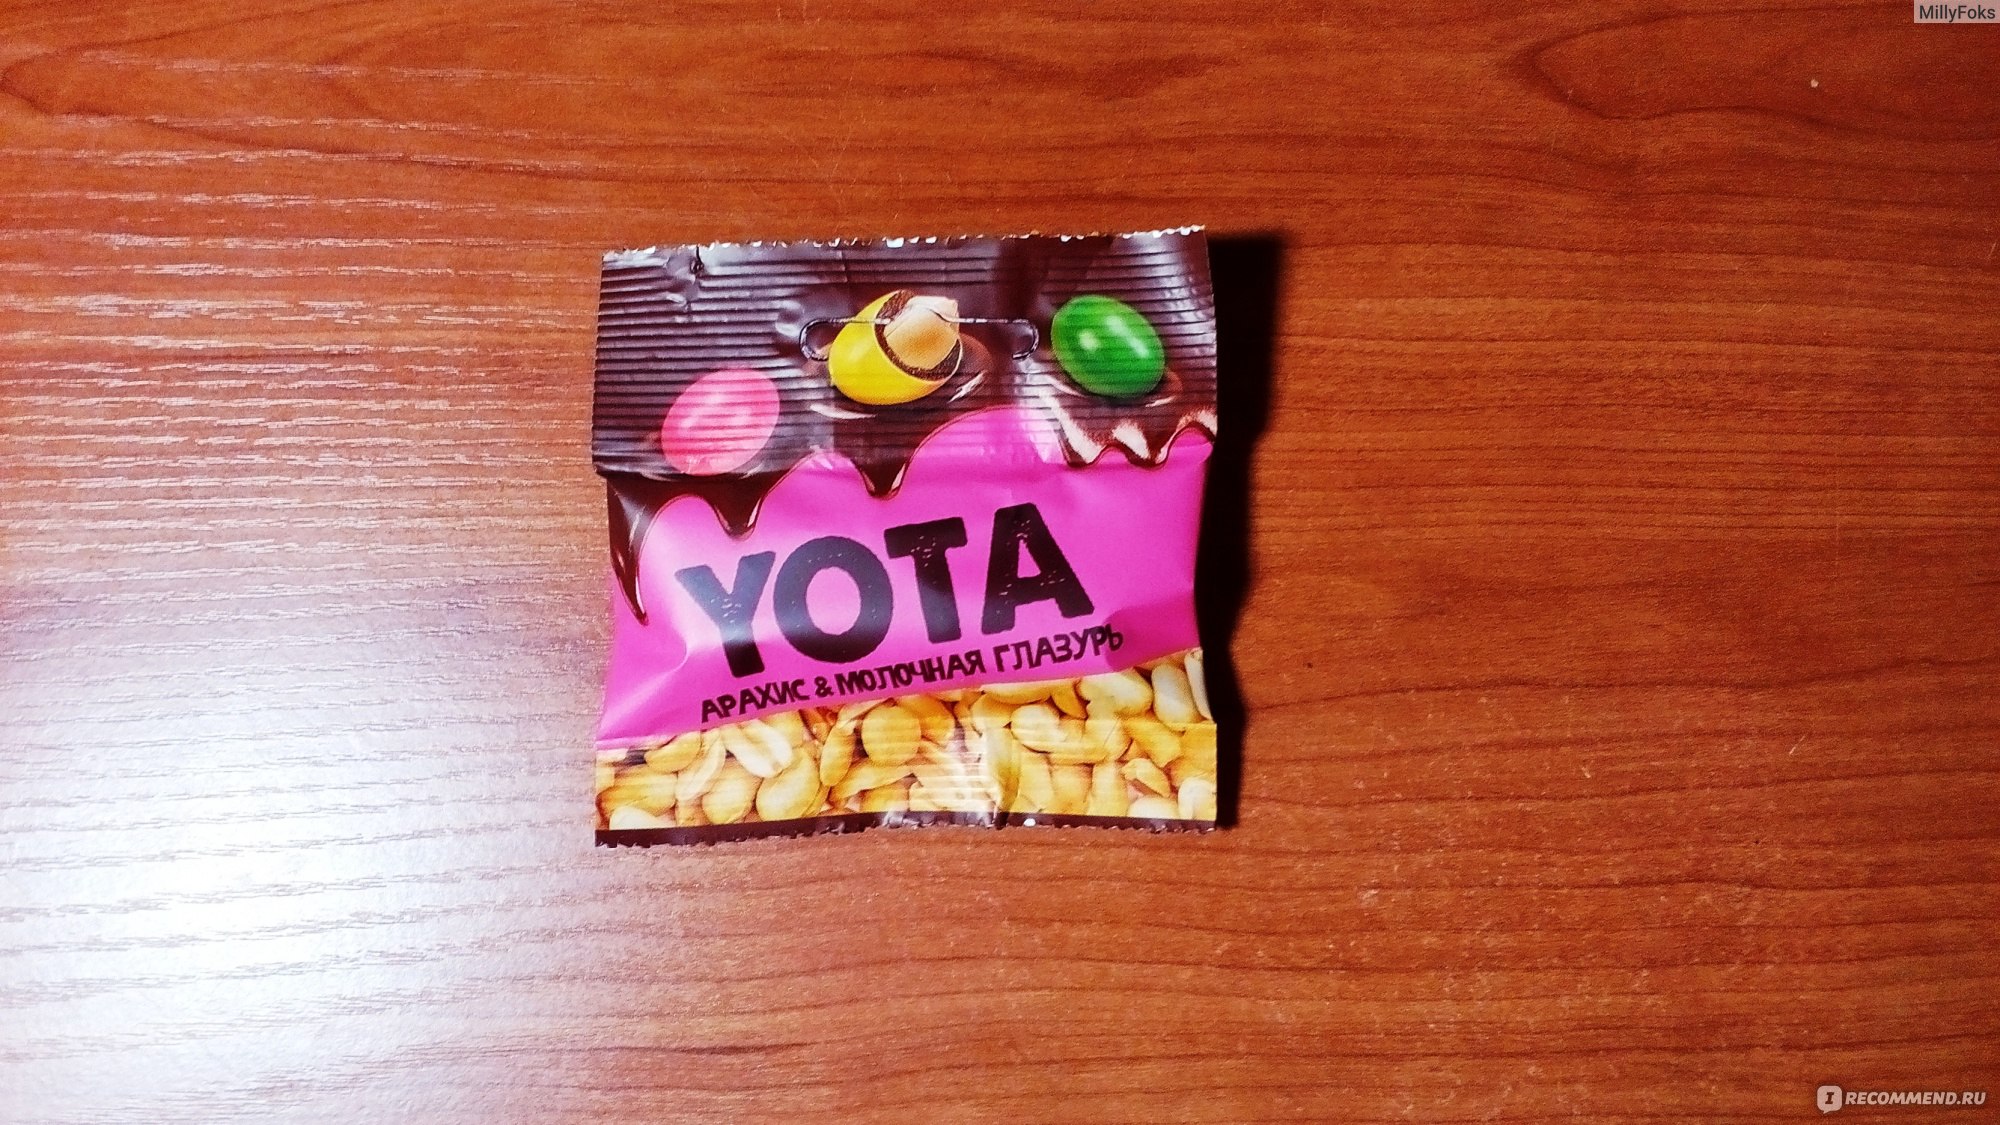 MillyFoks
YOTA
АРАХИС & МОЛОЧНАЯ ГЛАЗУРЬ
I RECOMMEND.RU